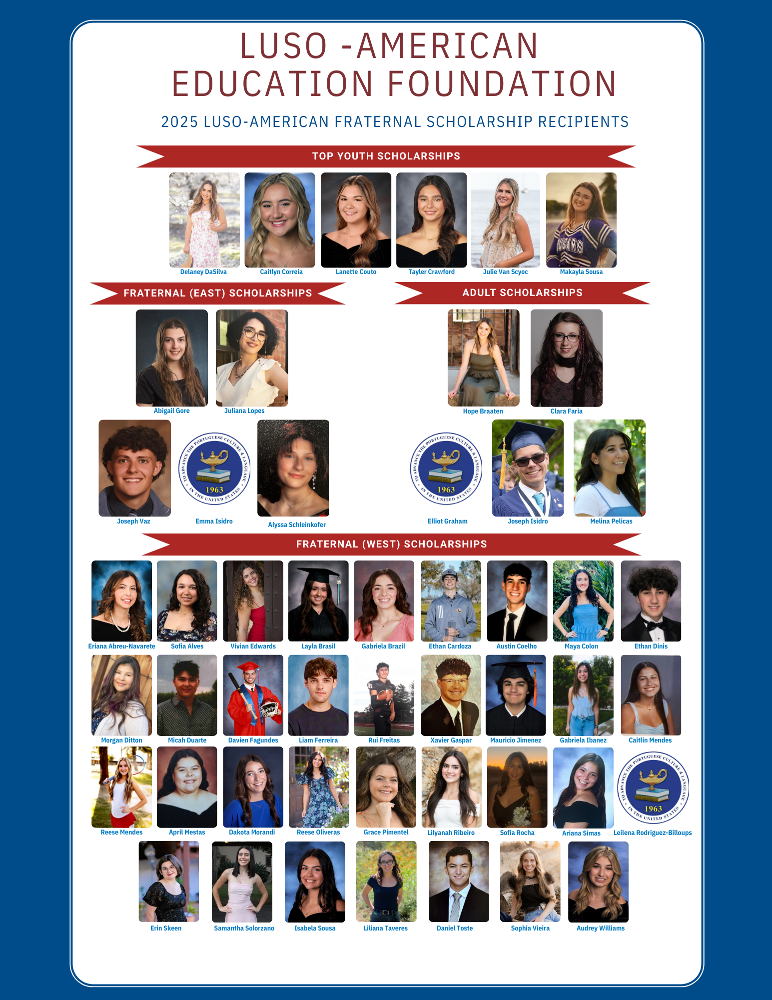 LUSO -AMERICAN
EDUCATION FOUNDATION
2025 LUSO-AMERICAN FRATERNAL SCHOLARSHIP RECIPIENTS
TOP YOUTH SCHOLARSHIPS
Delaney DaSilva
Caitlyn Correia
Lanette Couto
Tayler Crawford
Julie Van Scyoc
Makayla Sousa
FRATERNAL (EAST) SCHOLARSHIPS
Abigail Gore
Juliana Lopes
Joseph Vaz
TO ADVANCE THE PORTUGUESE CULTURE & LANGUAGE
1963
IN THE UNITED STATES
Emma Isidro
Alyssa Schleinkofer
ADULT SCHOLARSHIPS
Hope Braaten
Clara Faria
TO ADVANCE THE PORTUGUESE CULTURE & LANGUAGE
1963
IN THE UNITED STATES
Elliot Graham
Joseph Isidro
Melina Pelicas
FRATERNAL (WEST) SCHOLARSHIPS
25
Eriana Abreu-Navarete
Sofia Alves
Vivian Edwards
Layla Brasil
Gabriela Brazil
Ethan Cardoza
Austin Coelho
Maya Colon
Ethan Dinis
Morgan Ditton
Micah Duarte
Davien Fagundes
Liam Ferreira
Rui Freitas
Xavier Gaspar
Mauricio Jimenez
Gabriela Ibanez
Caitlin Mendes
Reese Mendes
April Mestas
Dakota Morandi
Reese Oliveras
Grace Pimentel
Lilyanah Ribeiro
Sofia Rocha
Ariana Simas
TO ADVANCE THE PORTUGUESE CULTURE & LANGUAGE
1963
IN THE UNITED STATES
Leilena Rodriguez-Billoups
Erin Skeen
Samantha Solorzano
Isabela Sousa
Liliana Taveres
Daniel Toste
Sophia Vieira
Audrey Williams